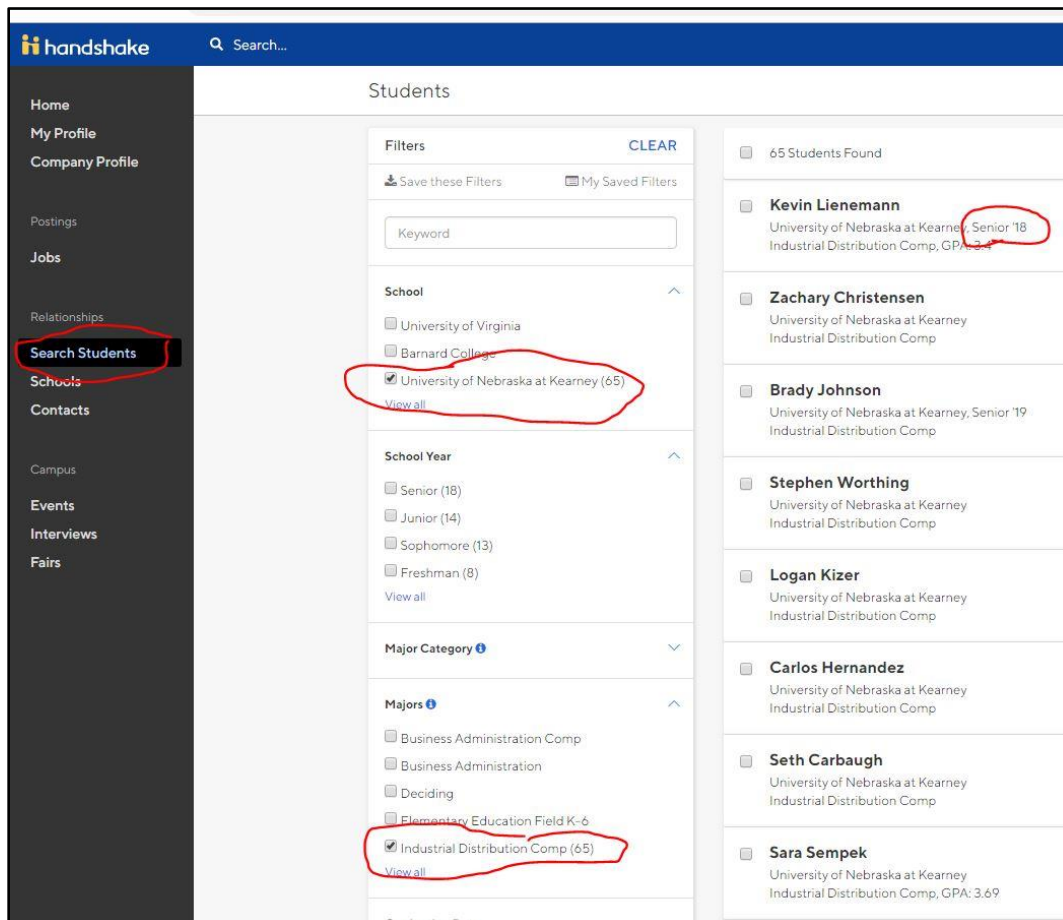 handshake
Search...
Home
My Profile
Company Profile
Postings
Jobs
Relationships
Search Students
Schools
Contacts
Campus
Events
Interviews
Fairs
Students
Filters CLEAR
Save these Filters My Saved Filters
Keyword
School
University of Virginia
Barnard College
University of Nebraska at Kearney (65)
View all
School Year
Senior (18)
Junior (14)
Sophomore (13)
Freshman (8)
View all
Major Category
Majors
Business Administration Comp
Business Administration
Deciding
Elementary Education Field K-6
Industrial Distribution Comp (65)
View all
65 Students Found
Kevin Lienemann
University of Nebraska at Kearney, Senior '18
Industrial Distribution Comp, GPA: 3.4
Zachary Christensen
University of Nebraska at Kearney
Industrial Distribution Comp
Brady Johnson
University of Nebraska at Kearney, Senior '19
Industrial Distribution Comp
Stephen Worthing
University of Nebraska at Kearney
Industrial Distribution Comp
Logan Kizer
University of Nebraska at Kearney
Industrial Distribution Comp
Carlos Hernandez
University of Nebraska at Kearney
Industrial Distribution Comp
Seth Carbaugh
University of Nebraska at Kearney
Industrial Distribution Comp
Sara Sempek
University of Nebraska at Kearney
Industrial Distribution Comp, GPA: 3.69